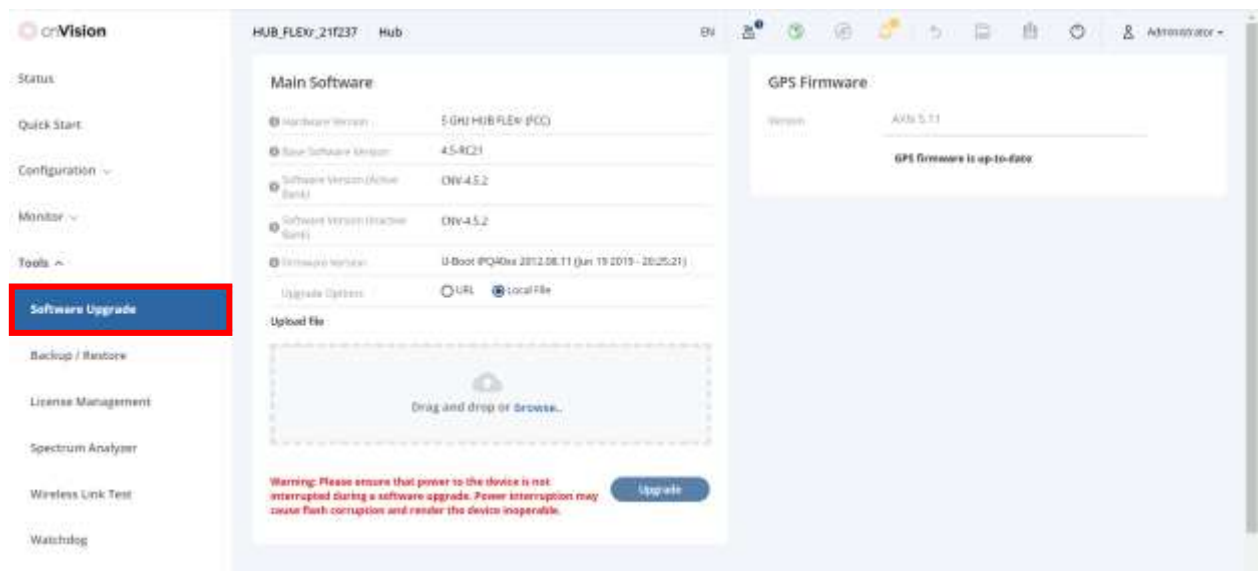 cnVision
HUB_FLEXr_21f237 Hub
EN
Administrator
Status
Quick Start
Configuration
Monitor
Tools
Software Upgrade
Backup / Restore
License Management
Spectrum Analyzer
Wireless Link Test
Watchdog
Main Software
Hardware Version
5 GHz HUB FLEXr (FCC)
Base Software Version
4.5-RC21
Software Version (Active
Bank)
CNV-4.5.2
Software Version (Inactive
Bank)
CNV-4.5.2
Firmware Version
U-Boot IPQ40xx 2012.08.11 (Jun 19 2019 - 20:25:21)
Upgrade Options
URL Local File
Upload file
Drag and drop or Browse..
Warning: Please ensure that power to the device is not
interrupted during a software upgrade. Power interruption may
cause flash corruption and render the device inoperable.
Upgrade
GPS Firmware
Version
AXN 5.11
GPS firmware is up-to-date